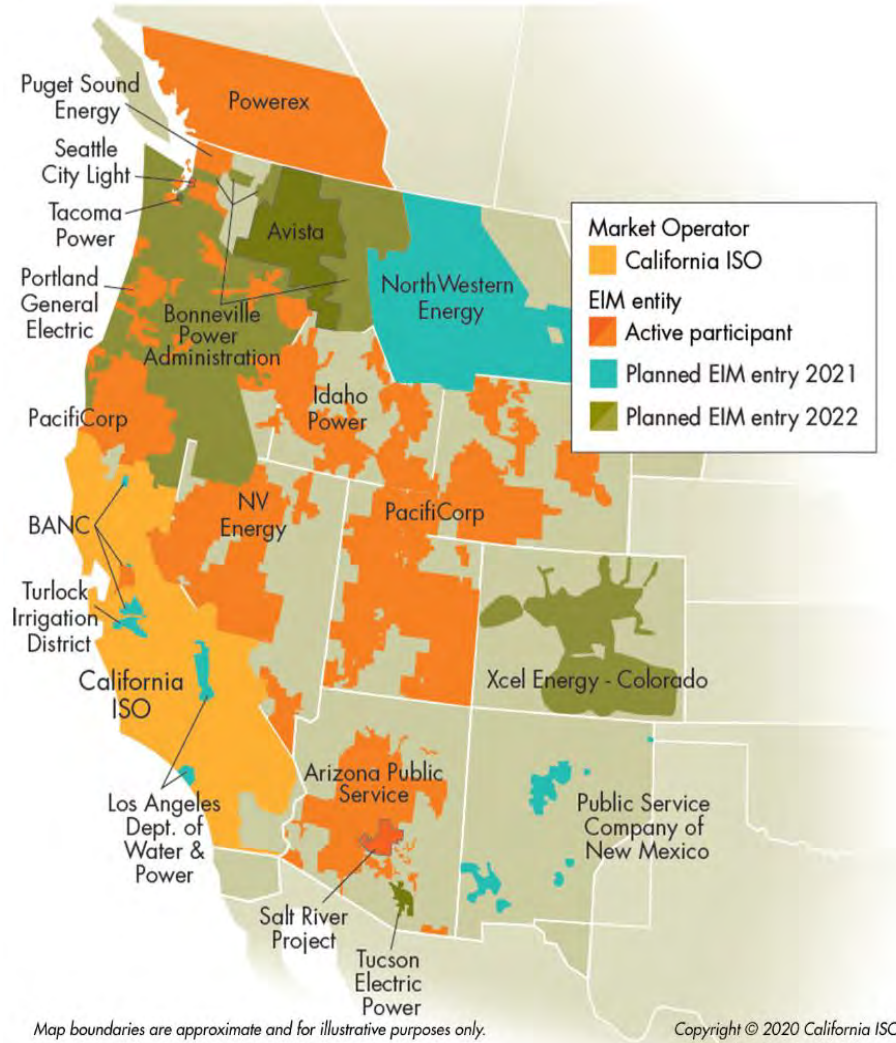 Puget Sound
Energy
Powerex
Seattle
City Light
Tacoma
Power
Avista
Portland
General
Electric
Bonneville
Power
Administration
NorthWestern
Energy
Market Operator
California ISO
EIM entity
Active participant
Planned EIM entry 2021
Planned EIM entry 2022
PacifiCorp
Idaho
Power
BANC
NV
Energy
PacifiCorp
Turlock
Irrigation
District
California
ISO
Xcel Energy - Colorado
Los Angeles
Dept. of
Water &
Power
Arizona Public
Service
Public Service
Company of
New Mexico
Salt River
Project
Tucson
Electric
Power
Map boundaries are approximate and for illustrative purposes only.
Copyright © 2020 California ISO